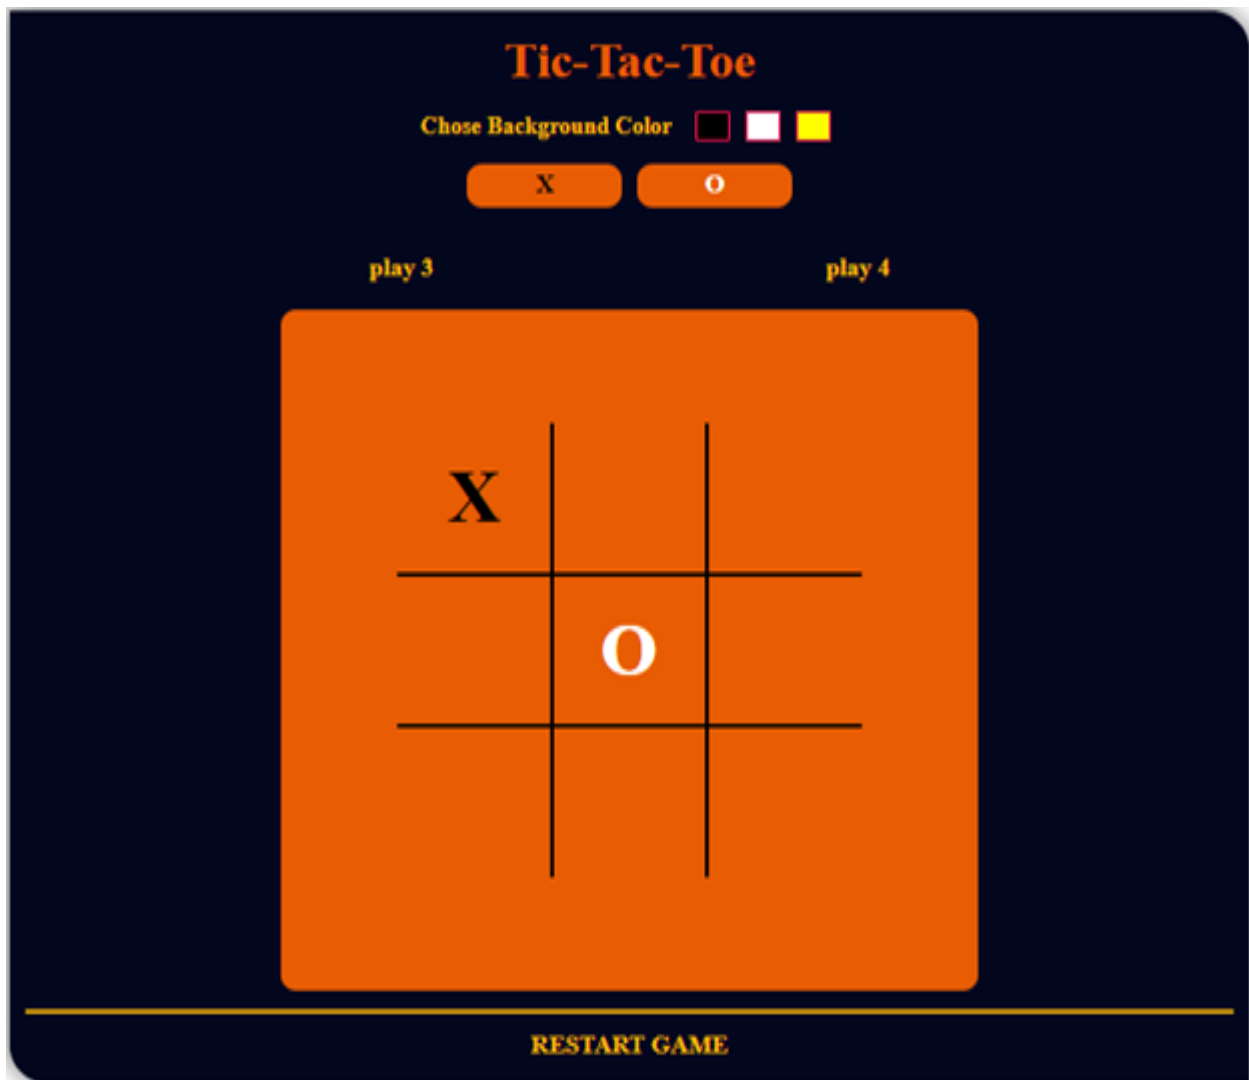 Tic-Tac-Toe
Chose Background Color
X O
play 3 play 4
X
O
RESTART GAME